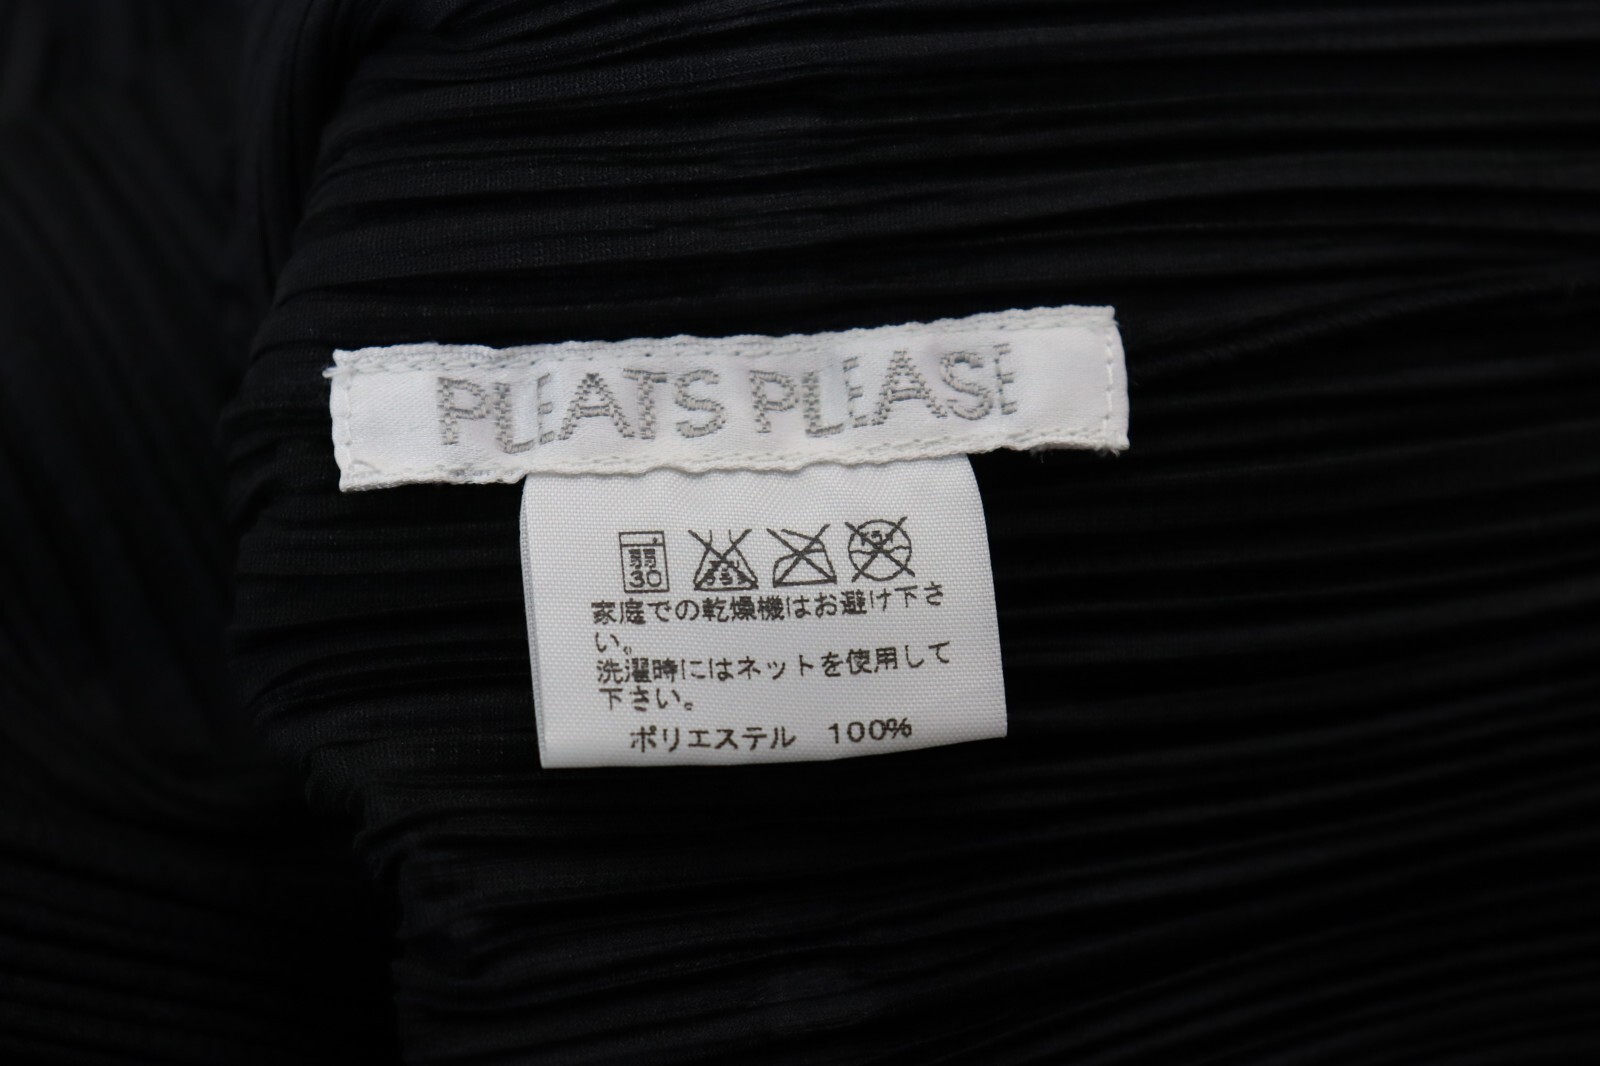 PLEATS PLEASE
弱
30
家庭での乾燥機はお避け下さ
い。
洗濯時にはネットを使用して
下さい。
ポリエステル 100%